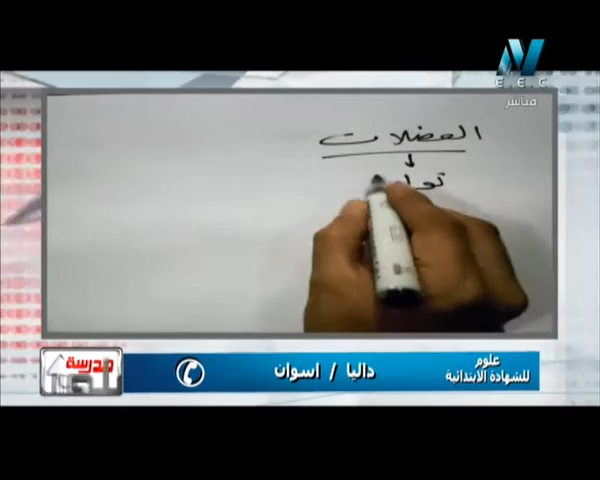 E.E.C
مباشر
العضلات
مدرسة
داليا / اسوان
علوم
للشهادة الابتدائية